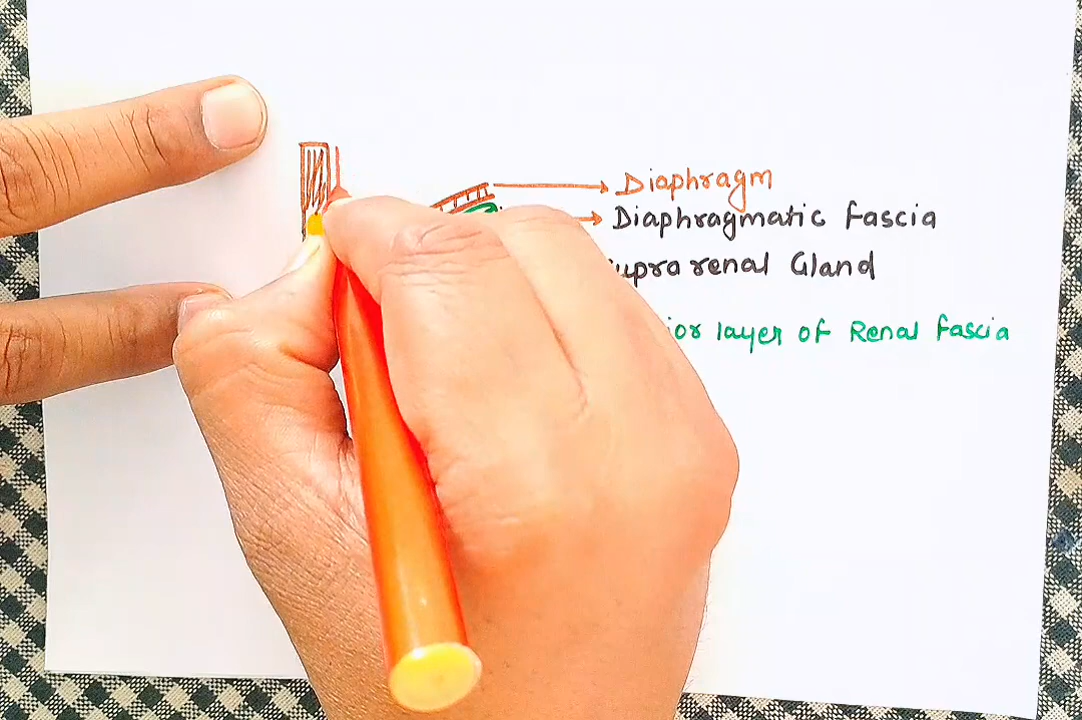 Diaphragm
Diaphragmatic fascia
uprarenal Gland
ior layer of Renal fascia